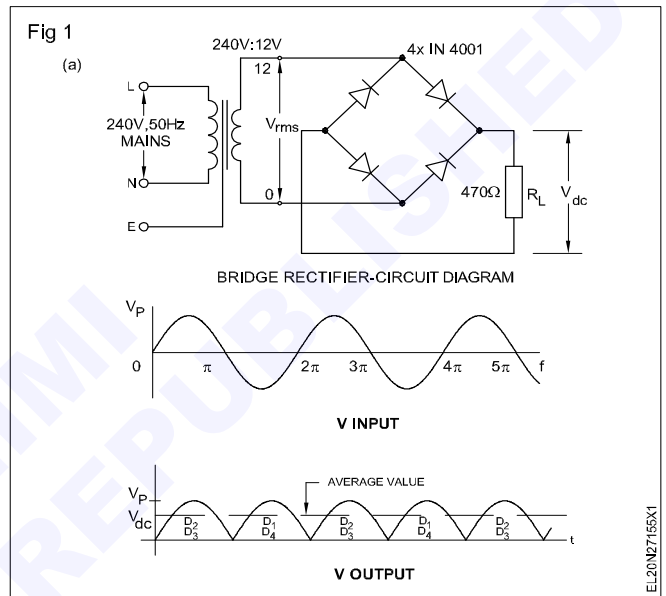 Fig 1
(a)
240V:12V
4x IN 4001
12
L
240V,50Hz
MAINS
Vrms
N
0
470Ω
RL
Vdc
E
BRIDGE RECTIFIER-CIRCUIT DIAGRAM
VP
0 π 2π 3π 4π 5π f
V INPUT
AVERAGE VALUE
VP
Vdc
D2 D1 D2 D1 D2
D3 D4 D3 D4 D3
t
V OUTPUT
EL20N27155X1
NIMI
REPUBLISHED